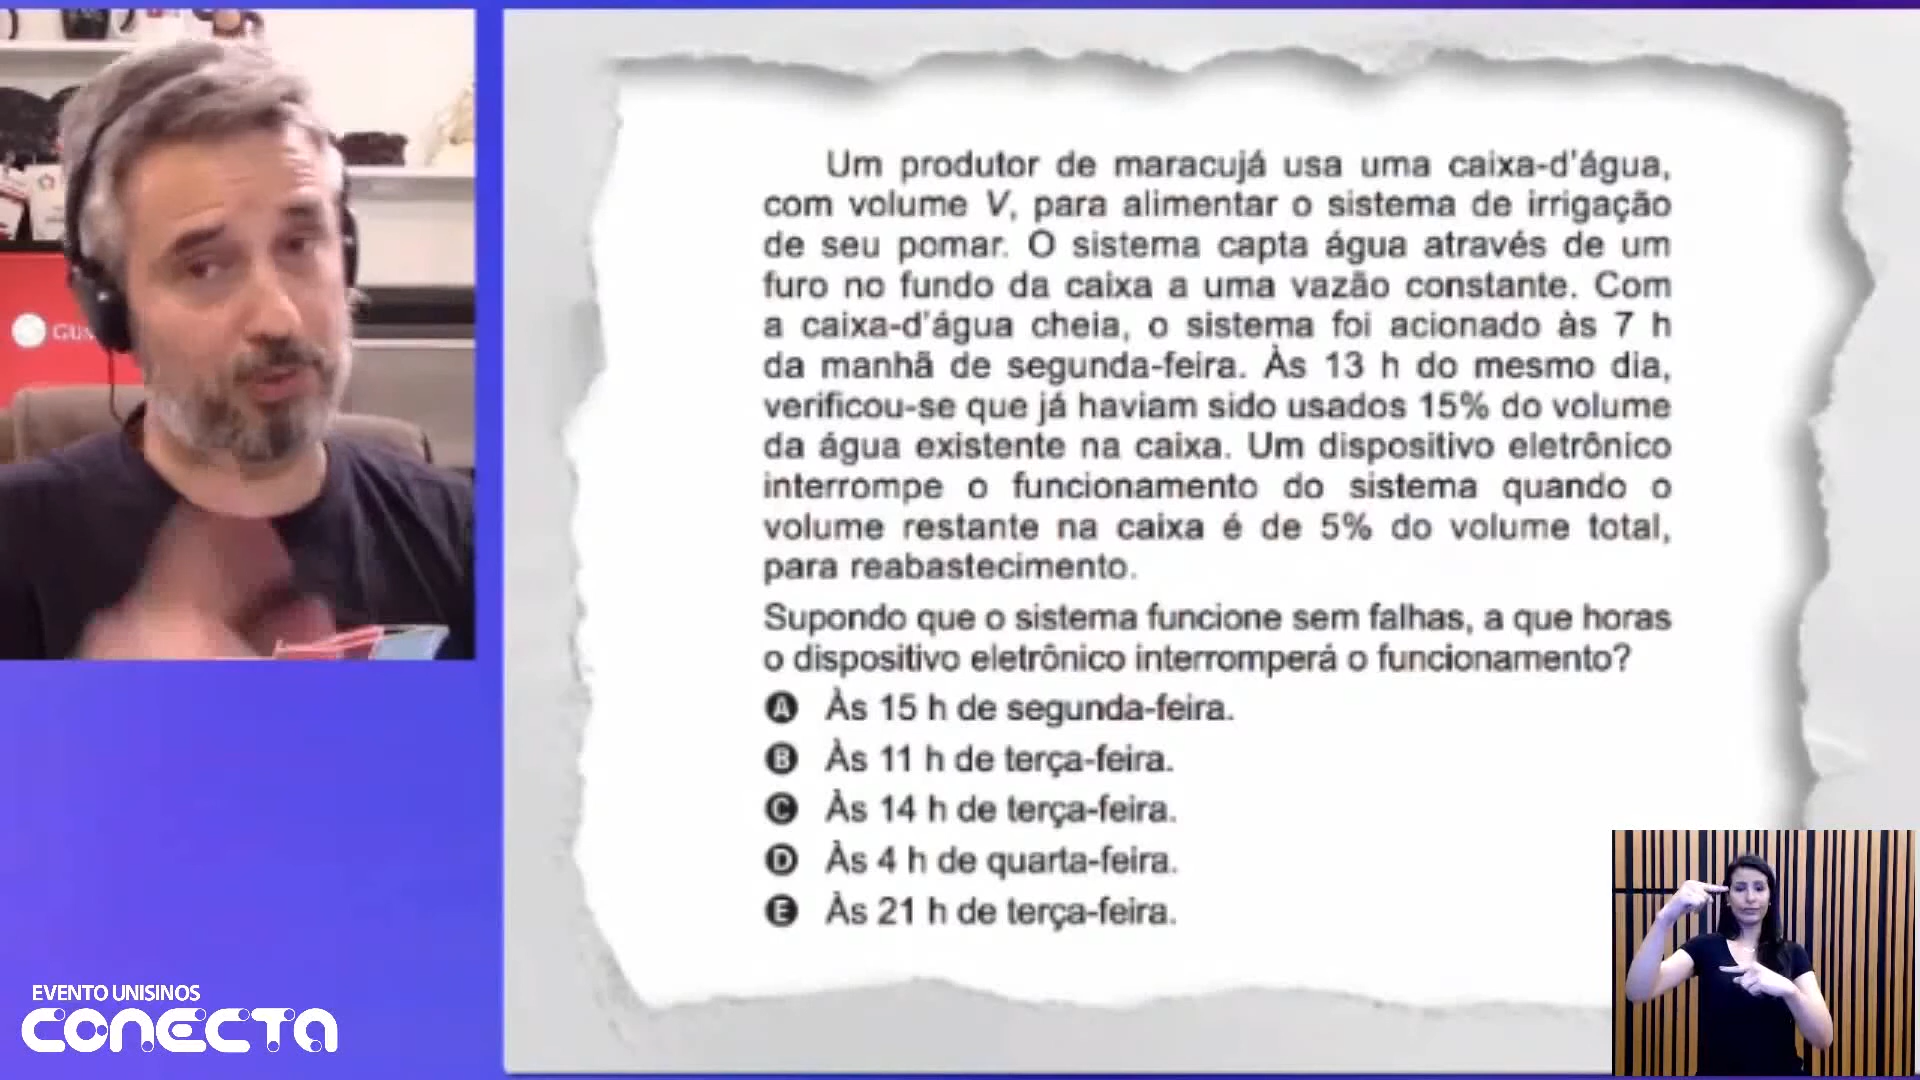 GUS
Um produtor de maracujá usa uma caixa-d'água,
com volume V, para alimentar o sistema de irrigação
de seu pomar. O sistema capta água através de um
furo no fundo da caixa a uma vazão constante. Com
a caixa-d'água cheia, o sistema foi acionado às 7 h
da manhã de segunda-feira. Às 13 h do mesmo dia,
verificou-se que já haviam sido usados 15% do volume
da água existente na caixa. Um dispositivo eletrônico
interrompe o funcionamento do sistema quando o
volume restante na caixa é de 5% do volume total,
para reabastecimento.
Supondo que o sistema funcione sem falhas, a que horas
o dispositivo eletrônico interromperá o funcionamento?
A Às 15 h de segunda-feira.
B Às 11 h de terça-feira.
C Às 14 h de terça-feira.
D Às 4 h de quarta-feira.
E Às 21 h de terça-feira.
EVENTO UNISINOS
CONECTA